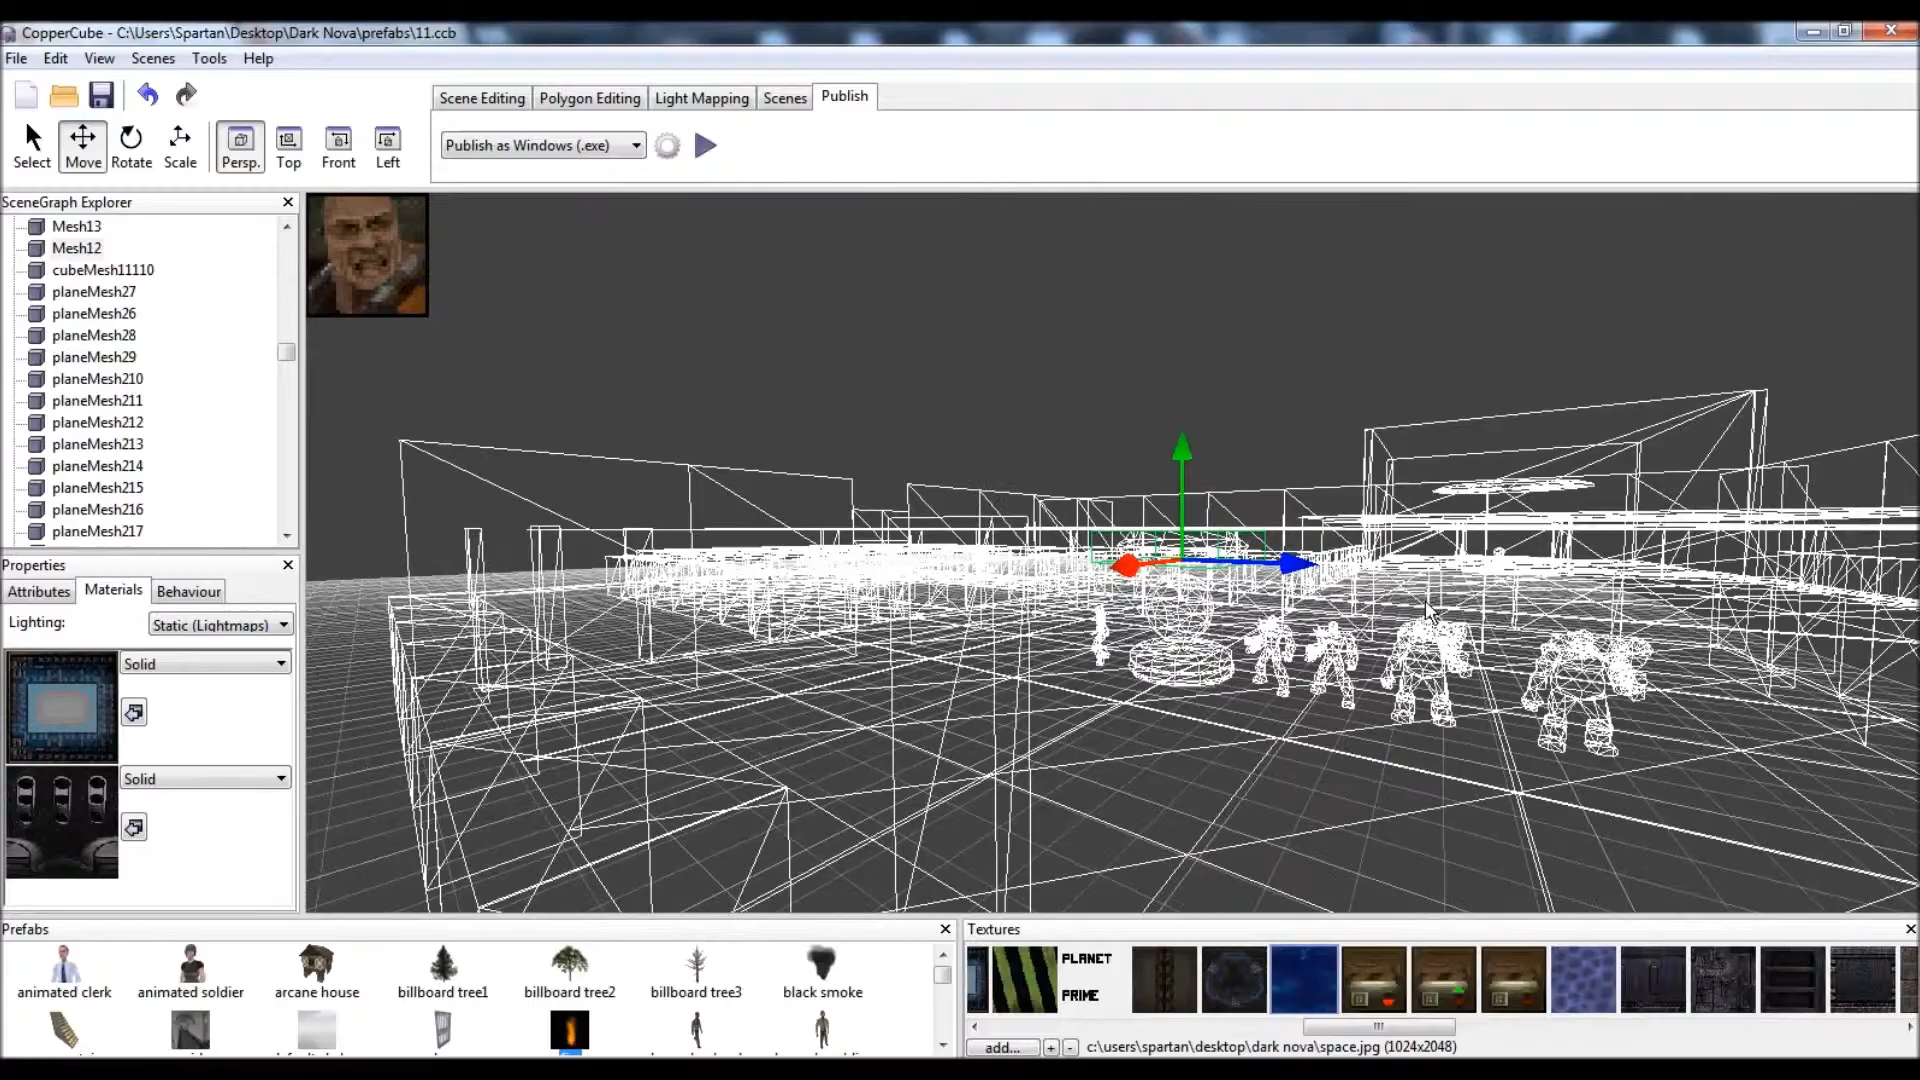 CopperCube - C:\Users\Spartan\Desktop\Dark Nova\prefabs\11.ccb
File Edit View Scenes Tools Help
Scene Editing Polygon Editing Light Mapping Scenes Publish
Publish as Windows (.exe)
Select Move Rotate Scale Persp. Top Front Left
SceneGraph Explorer
Mesh13
Mesh12
cubeMesh11110
planeMesh27
planeMesh26
planeMesh28
planeMesh29
planeMesh210
planeMesh211
planeMesh212
planeMesh213
planeMesh214
planeMesh215
planeMesh216
planeMesh217
Properties
Attributes Materials Behaviour
Lighting: Static (Lightmaps)
Solid
Solid
Prefabs
animated clerk animated soldier arcane house billboard tree1 billboard tree2 billboard tree3 black smoke
Textures
PLANET
PRIME
add... + - c:\users\spartan\desktop\dark nova\space.jpg (1024x2048)